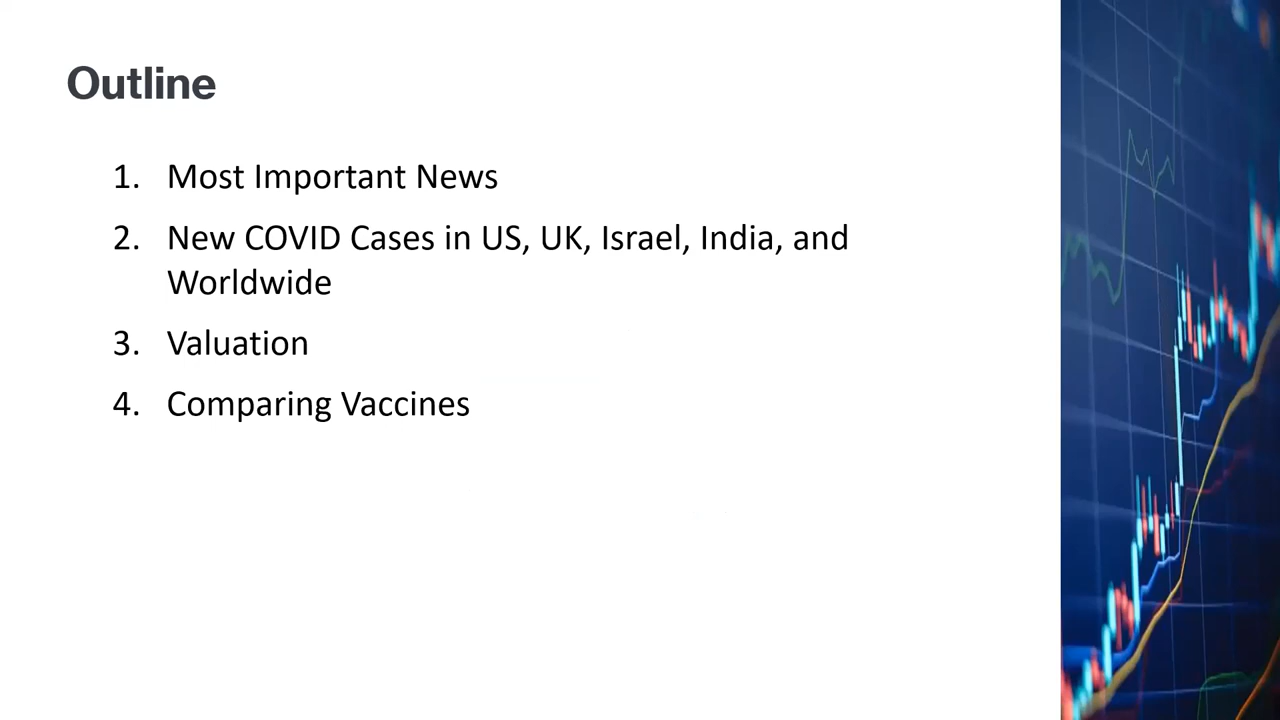 Outline
1. Most Important News
2. New COVID Cases in US, UK, Israel, India, and
Worldwide
3. Valuation
4. Comparing Vaccines